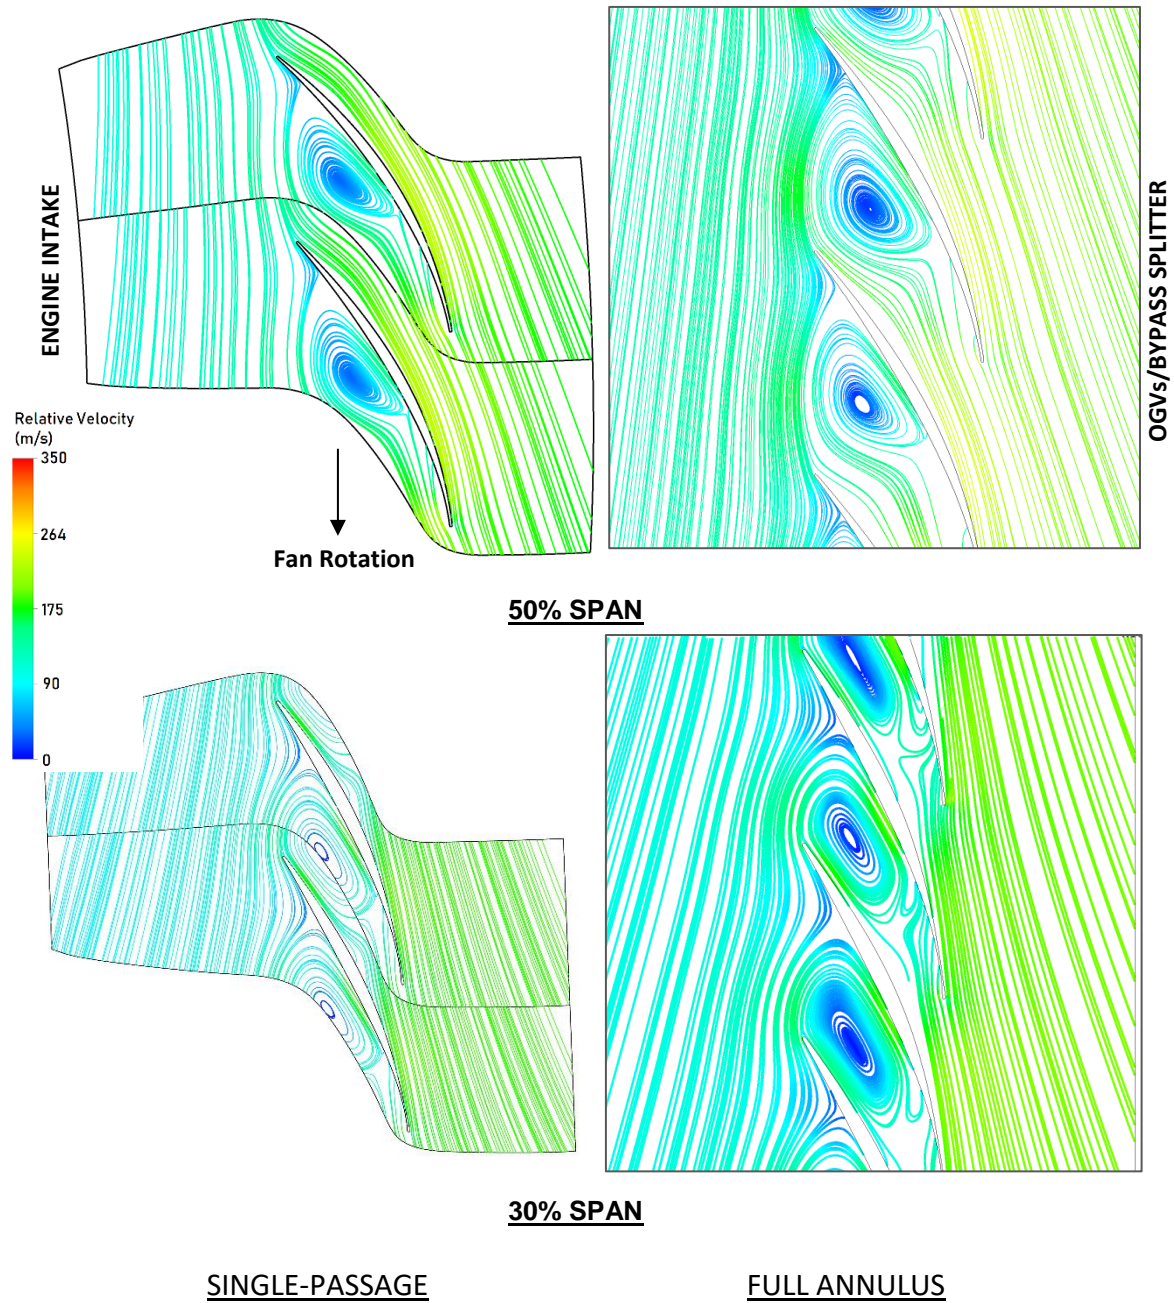 ENGINE INTAKE
OGVs/BYPASS SPLITTER
Relative Velocity
(m/s)
350
264
175
90
0
Fan Rotation
50% SPAN
30% SPAN
SINGLE-PASSAGE
FULL ANNULUS